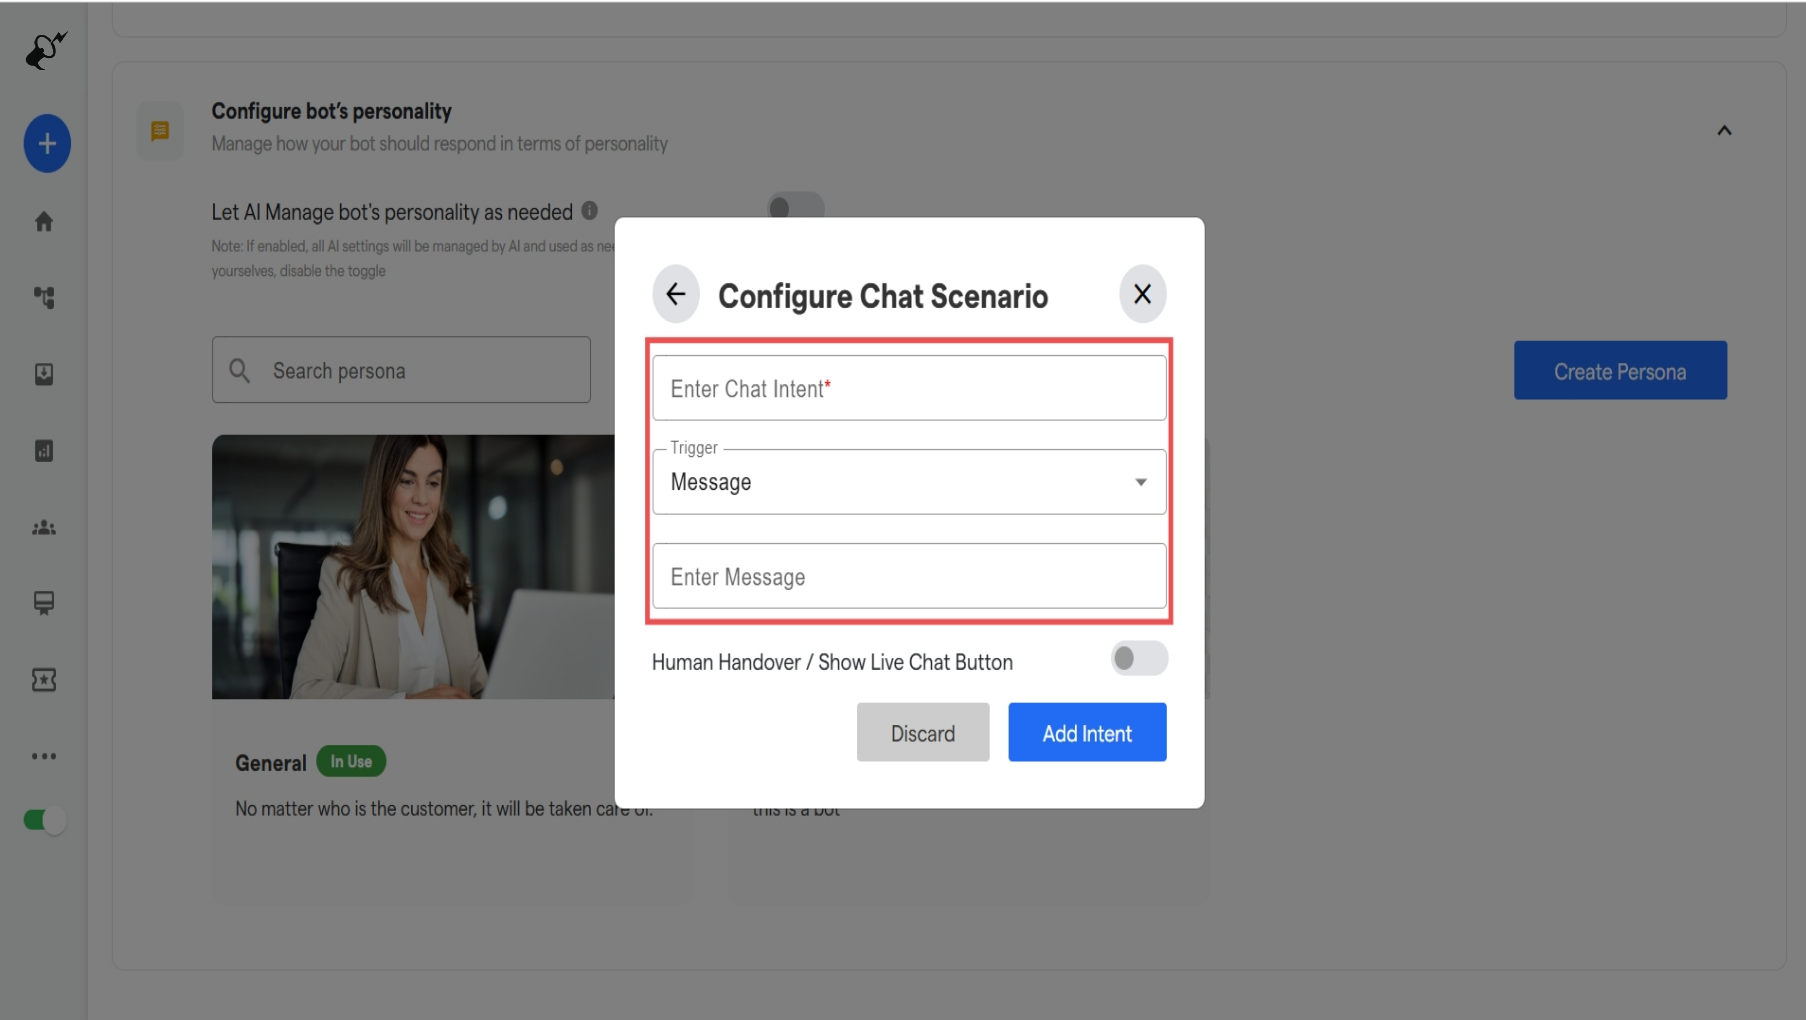 Configure bot's personality
Manage how your bot should respond in terms of personality
Let AI Manage bot's personality as needed
Note: If enabled, all AI settings will be managed by AI and used as
yourselves, disable the toggle
Search persona
Create Persona
Configure Chat Scenario
Enter Chat Intent*
Trigger
Message
Enter Message
Human Handover / Show Live Chat Button
Discard
Add Intent
General
In Use
No matter who is the customer, it will be taken care of.
this is a bot